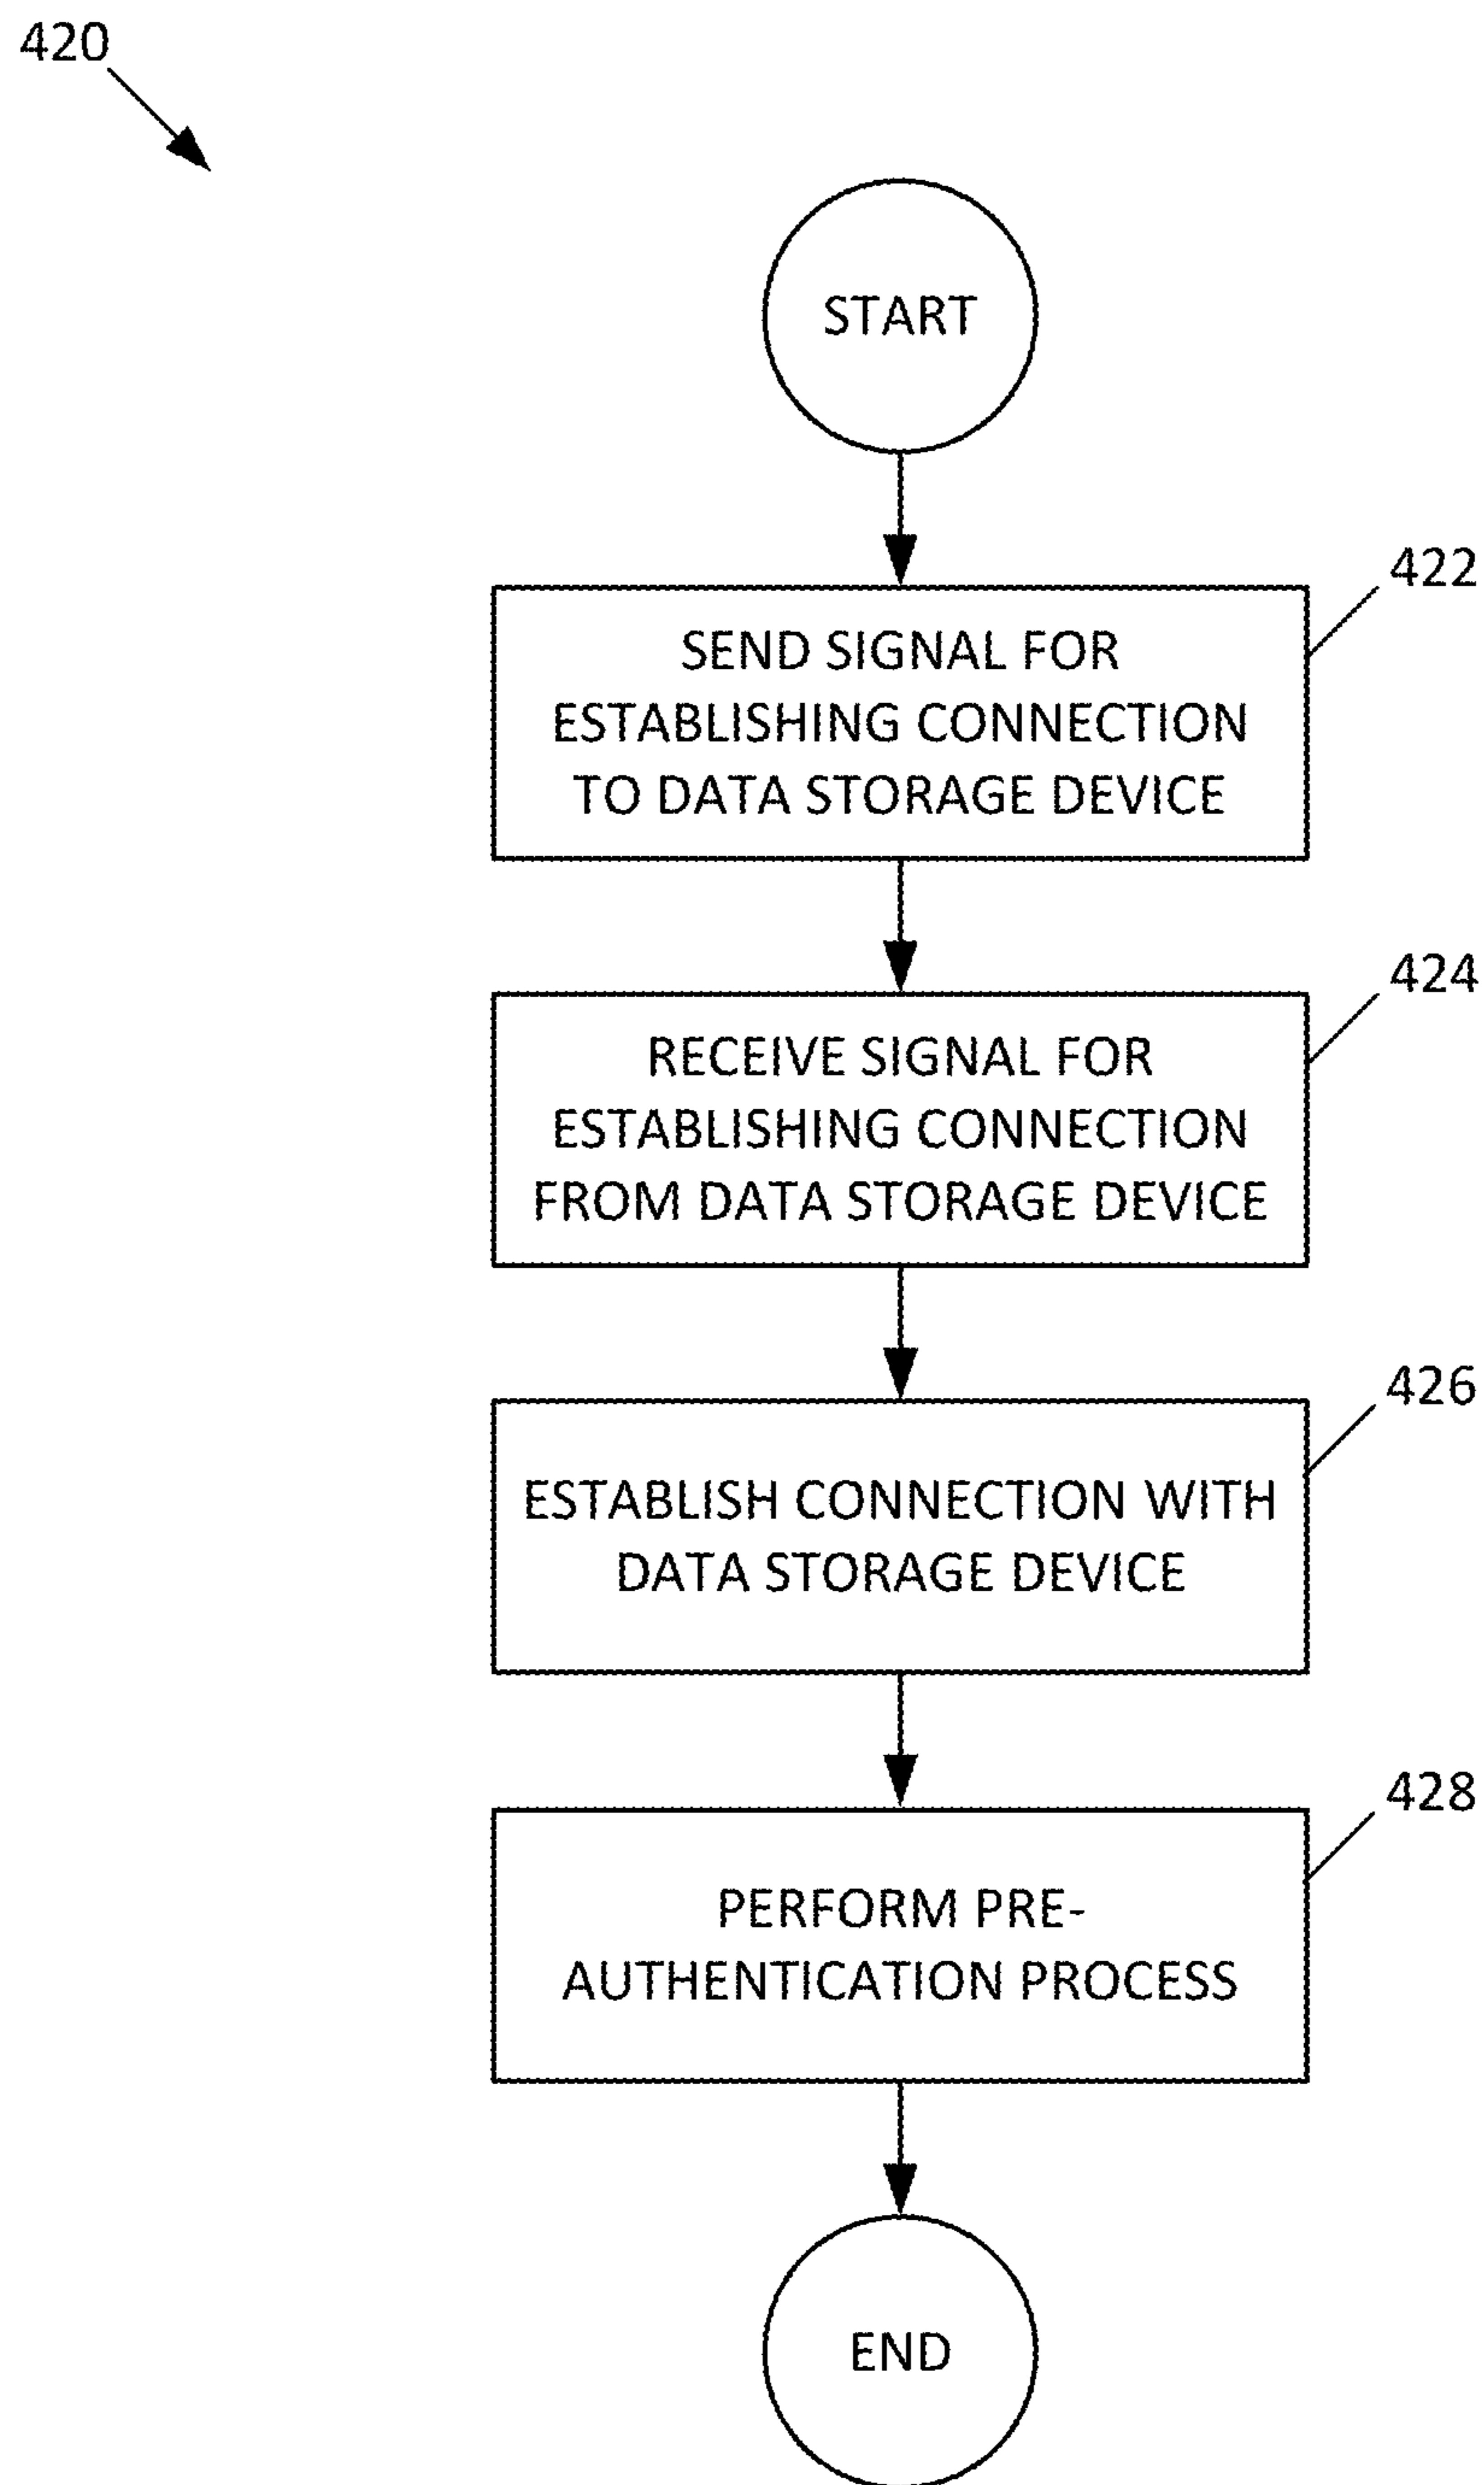 420
START
422
SEND SIGNAL FOR
ESTABLISHING CONNECTION
TO DATA STORAGE DEVICE
424
RECEIVE SIGNAL FOR
ESTABLISHING CONNECTION
FROM DATA STORAGE DEVICE
426
ESTABLISH CONNECTION WITH
DATA STORAGE DEVICE
428
PERFORM PRE-
AUTHENTICATION PROCESS
END